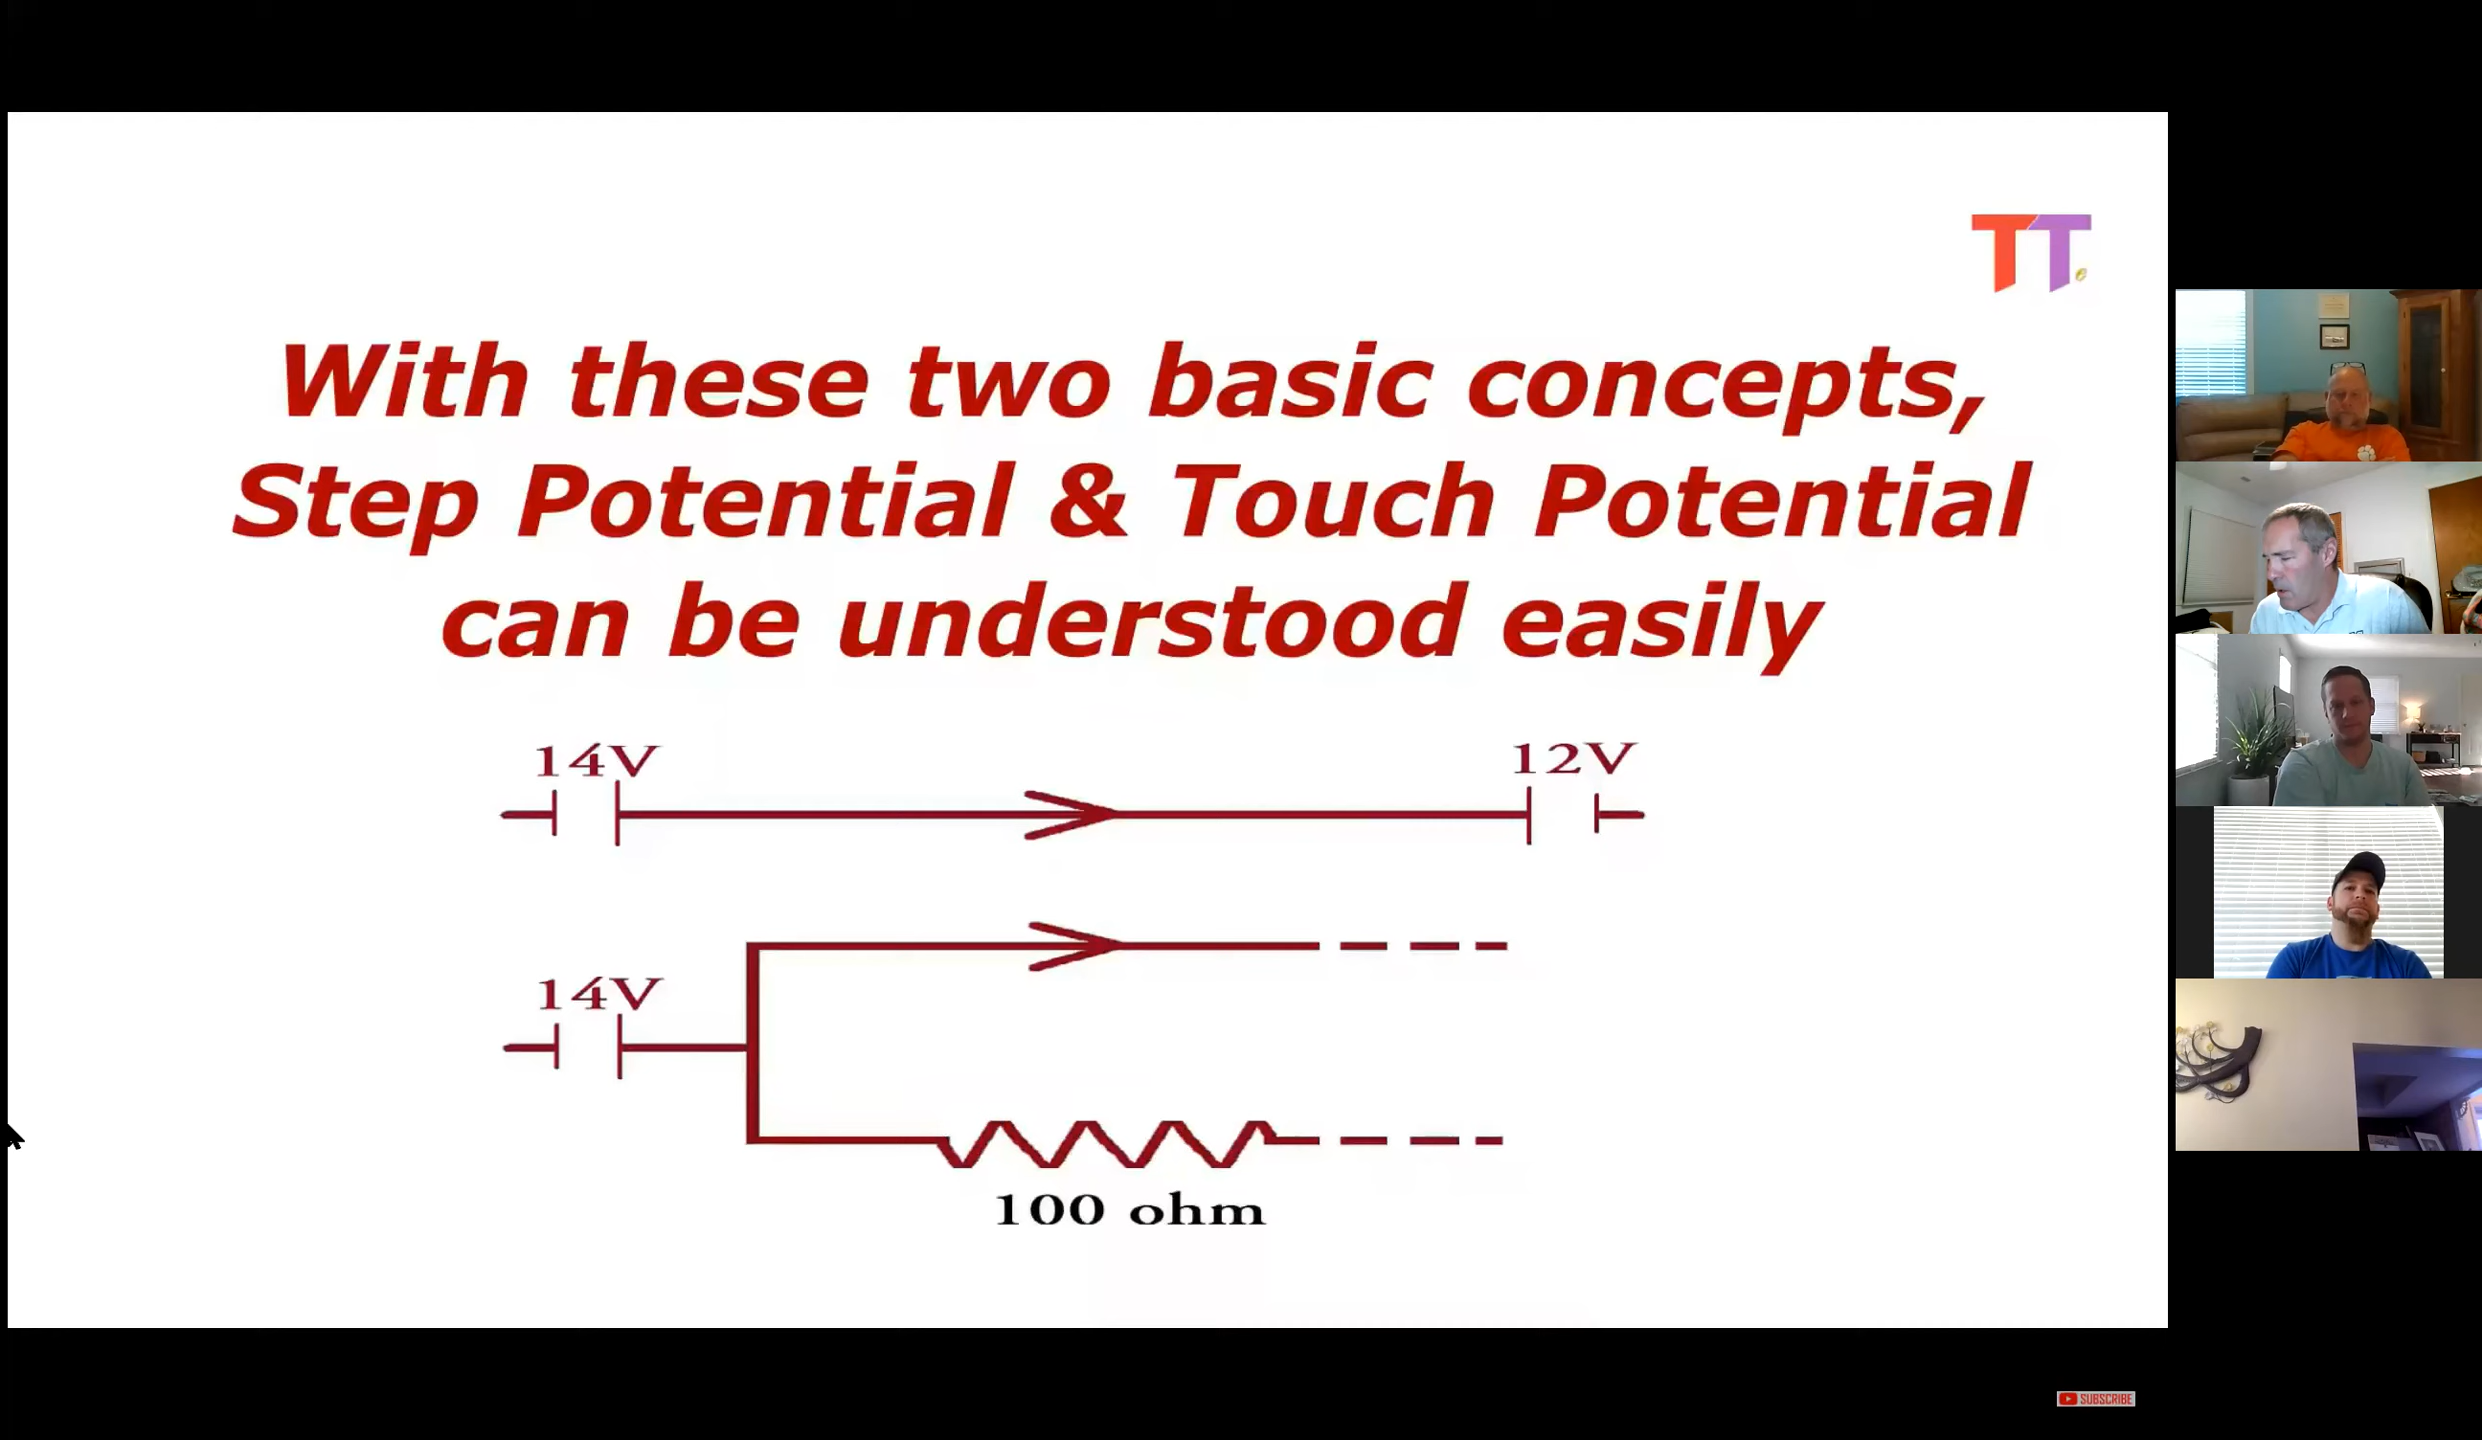 TT
With these two basic concepts,
Step Potential & Touch Potential
can be understood easily
14V
12V
14V
100 ohm
SUBSCRIBE